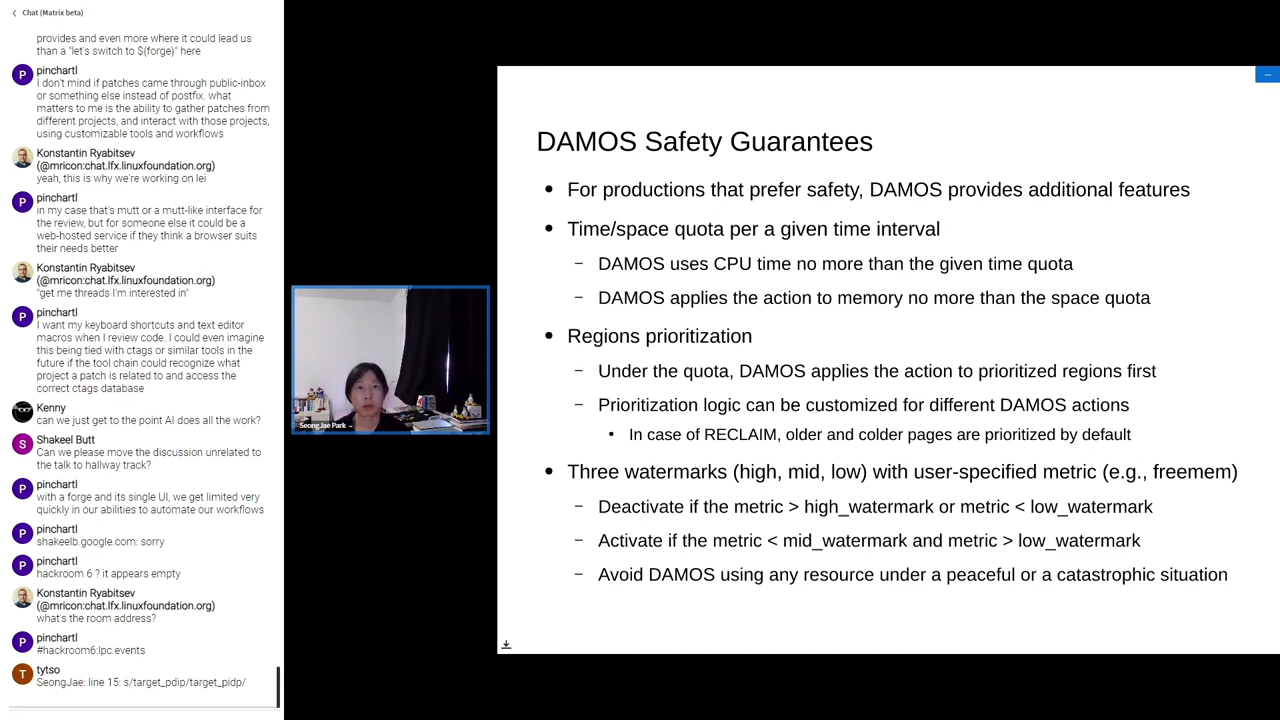 Chat (Matrix beta)
provides and even more where it could lead us
than a "let's switch to ${forge}" here
pinchartl
I don't mind if patches came through public-inbox
or something else instead of postfix. what
matters to me is the ability to gather patches from
different projects, and interact with those projects,
using customizable tools and workflows
Konstantin Ryabitsev
(@mricon:chat.lfx.linuxfoundation.org)
yeah, this is why we're working on lei
pinchartl
in my case that's mutt or a mutt-like interface for
the review, but for someone else it could be a
web-hosted service if they think a browser suits
their needs better
Konstantin Ryabitsev
(@mricon:chat.lfx.linuxfoundation.org)
"get me threads I'm interested in"
pinchartl
I want my keyboard shortcuts and text editor
macros when I review code. I could even imagine
this being tied with ctags or similar tools in the
future if the tool chain could recognize what
project a patch is related to and access the
correct ctags database
Kenny
can we just get to the point AI does all the work?
Shakeel Butt
Can we please move the discussion unrelated to
the talk to hallway track?
pinchartl
with a forge and its single UI, we get limited very
quickly in our abilities to automate our workflows
pinchartl
shakeelb.google.com: sorry
pinchartl
hackroom 6 ? it appears empty
Konstantin Ryabitsev
(@mricon:chat.lfx.linuxfoundation.org)
what's the room address?
pinchartl
#hackroom6:lpc.events
tytso
SeongJae: line 15: s/target_pdip/target_pidp/
P
P
P
S
P
P
P
P
T
SeongJae Park
DAMOS Safety Guarantees
• For productions that prefer safety, DAMOS provides additional features
• Time/space quota per a given time interval
– DAMOS uses CPU time no more than the given time quota
– DAMOS applies the action to memory no more than the space quota
• Regions prioritization
– Under the quota, DAMOS applies the action to prioritized regions first
– Prioritization logic can be customized for different DAMOS actions
• In case of RECLAIM, older and colder pages are prioritized by default
• Three watermarks (high, mid, low) with user-specified metric (e.g., freemem)
– Deactivate if the metric > high_watermark or metric < low_watermark
– Activate if the metric < mid_watermark and metric > low_watermark
– Avoid DAMOS using any resource under a peaceful or a catastrophic situation